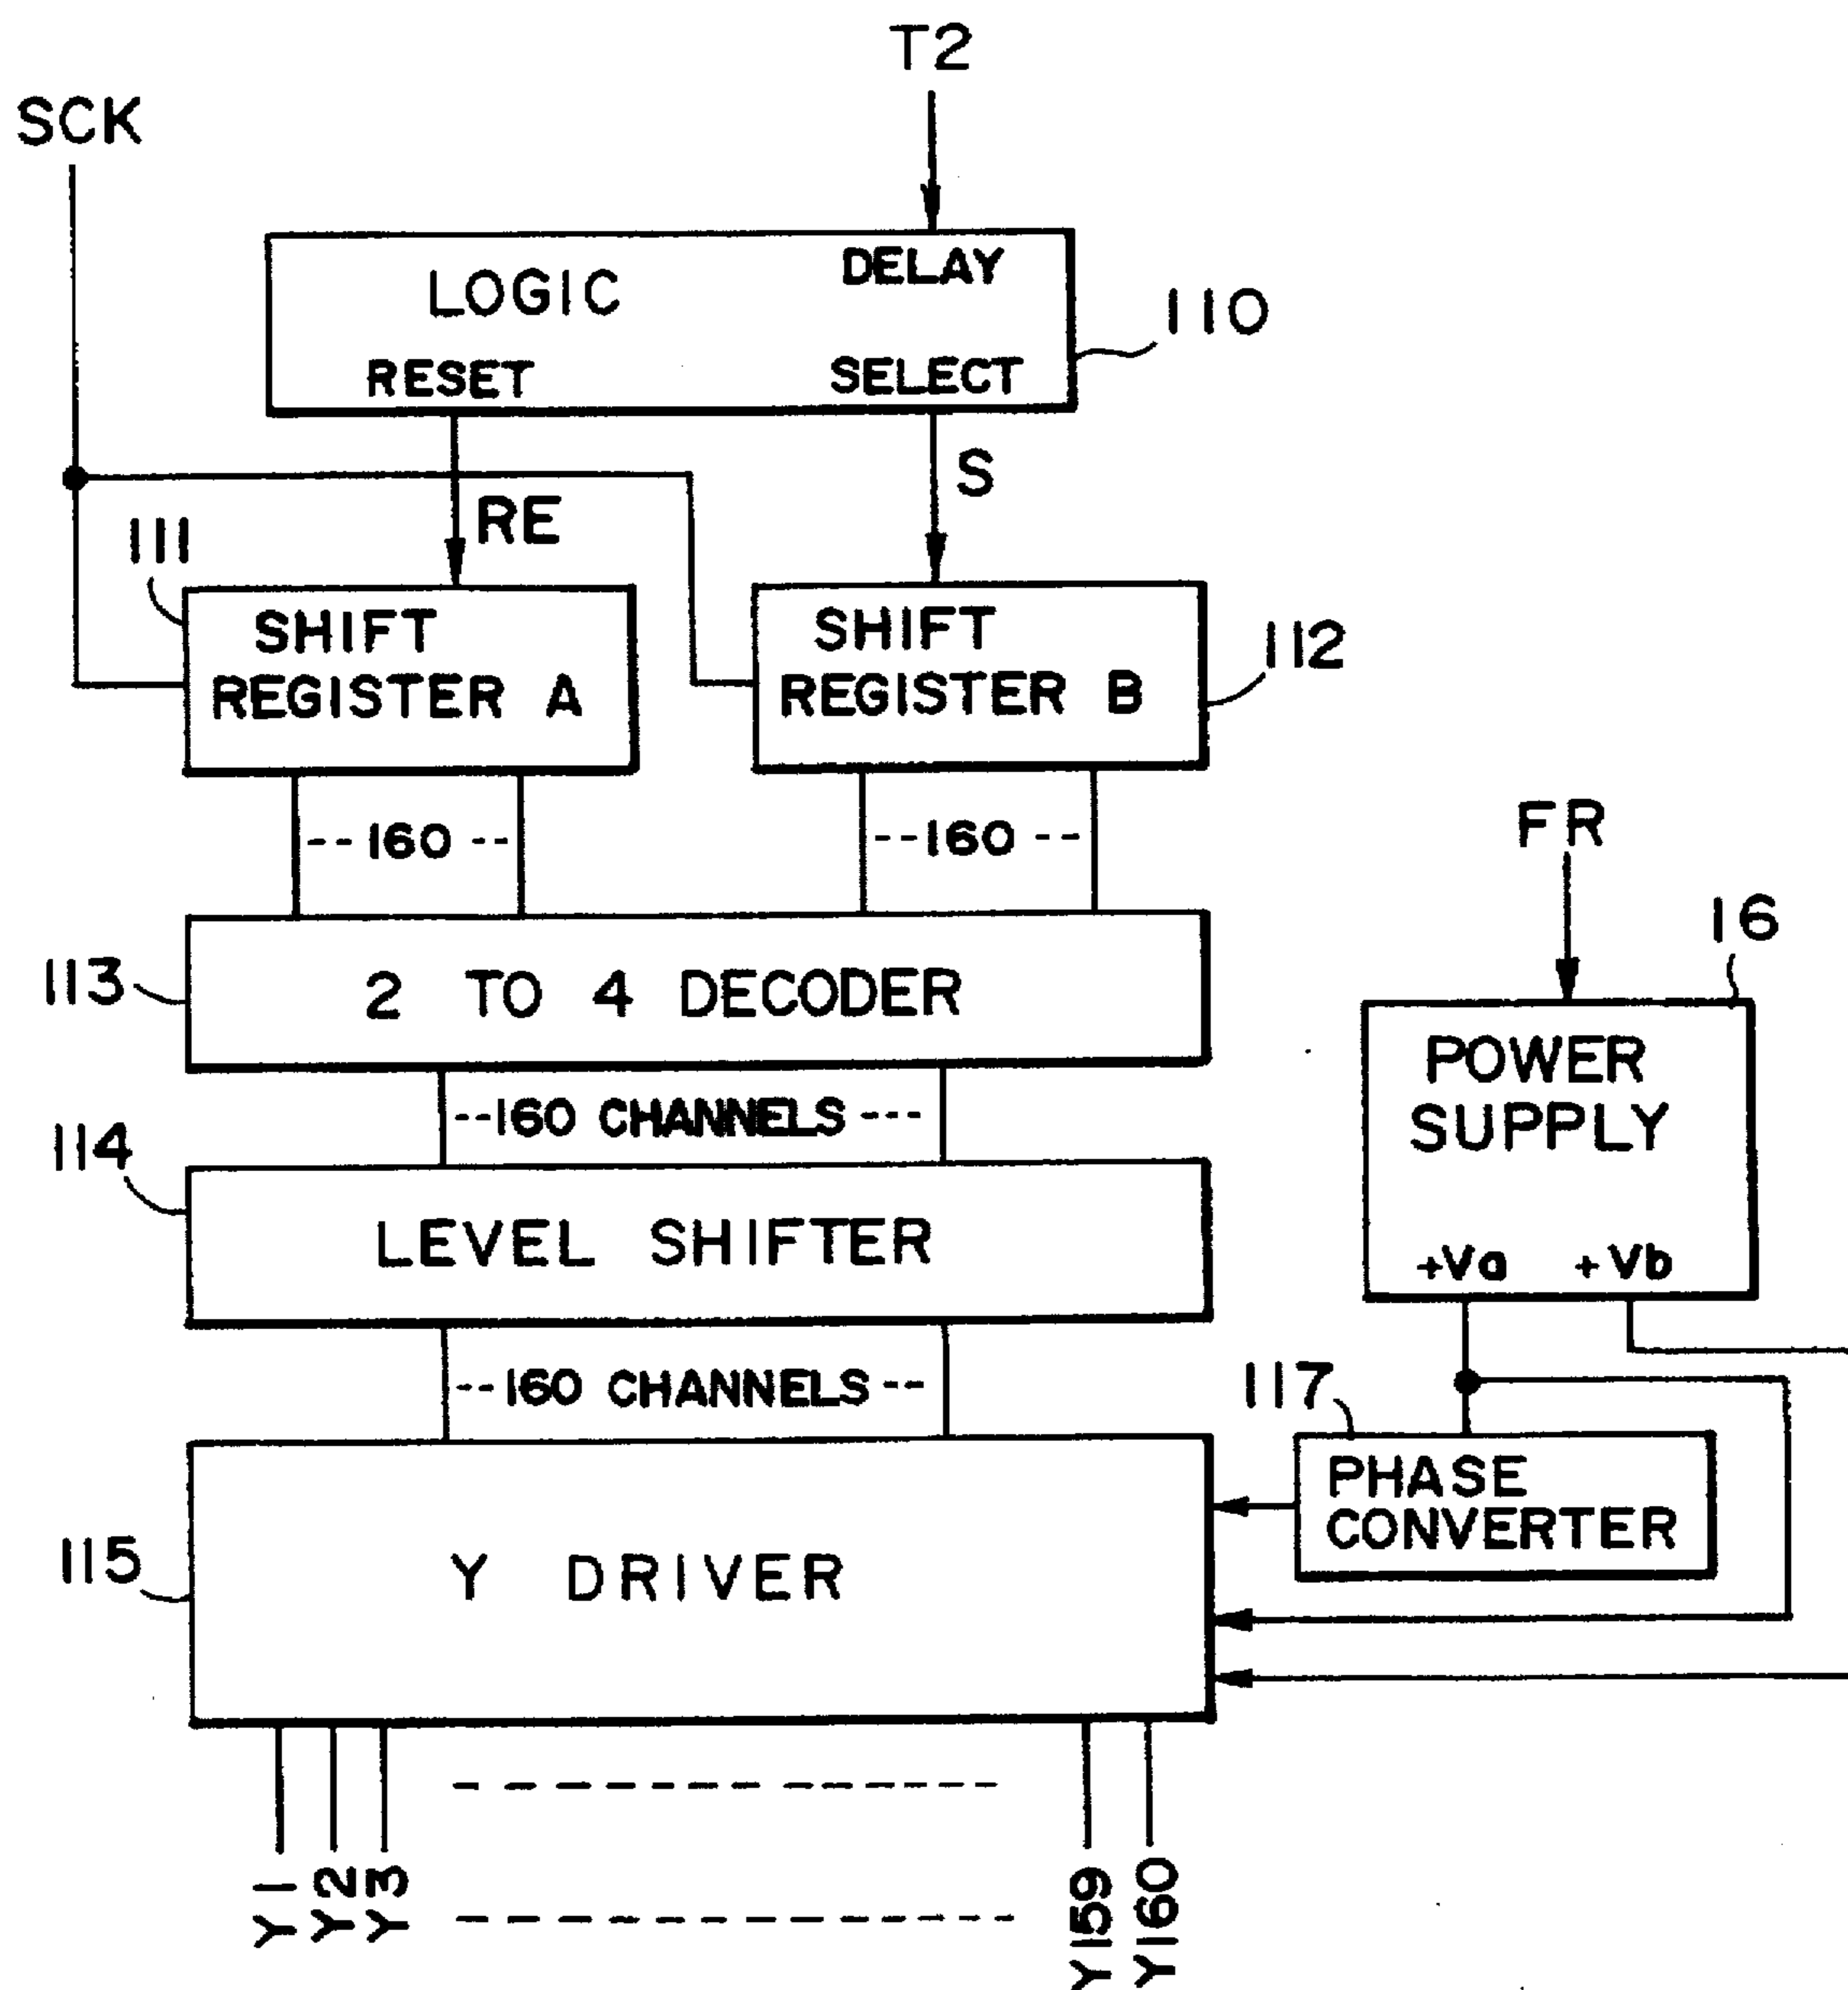 T2
SCK
LOGIC
DELAY
110
RESET
SELECT
RE
S
111
SHIFT
REGISTER A
SHIFT
REGISTER B
112
--160--
--160--
FR
16
113
2 TO 4 DECODER
POWER
SUPPLY
+Va +Vb
--160 CHANNELS---
114
LEVEL SHIFTER
--160 CHANNELS--
117
PHASE
CONVERTER
115
Y DRIVER
Y1
Y2
Y3
Y159
Y160